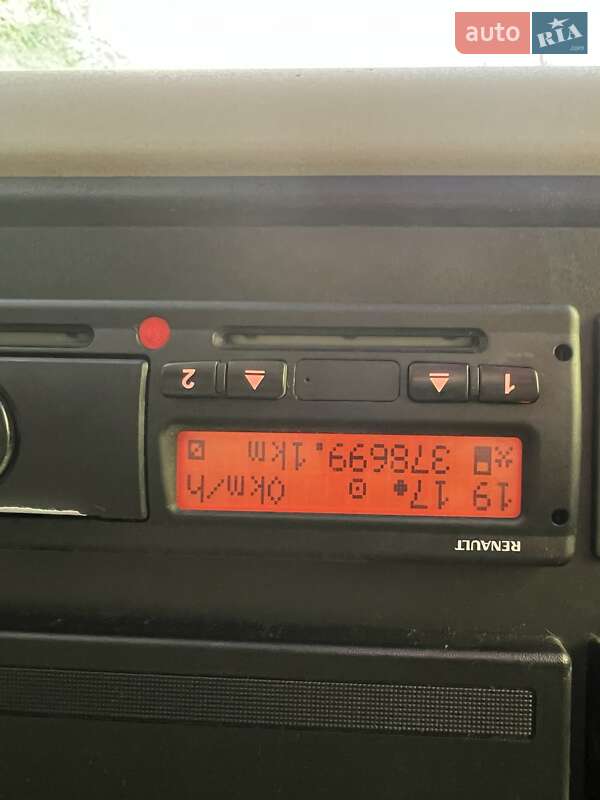 auto RIA
.com
RENAULT
19 17 0km/h
378699.1km
1 2